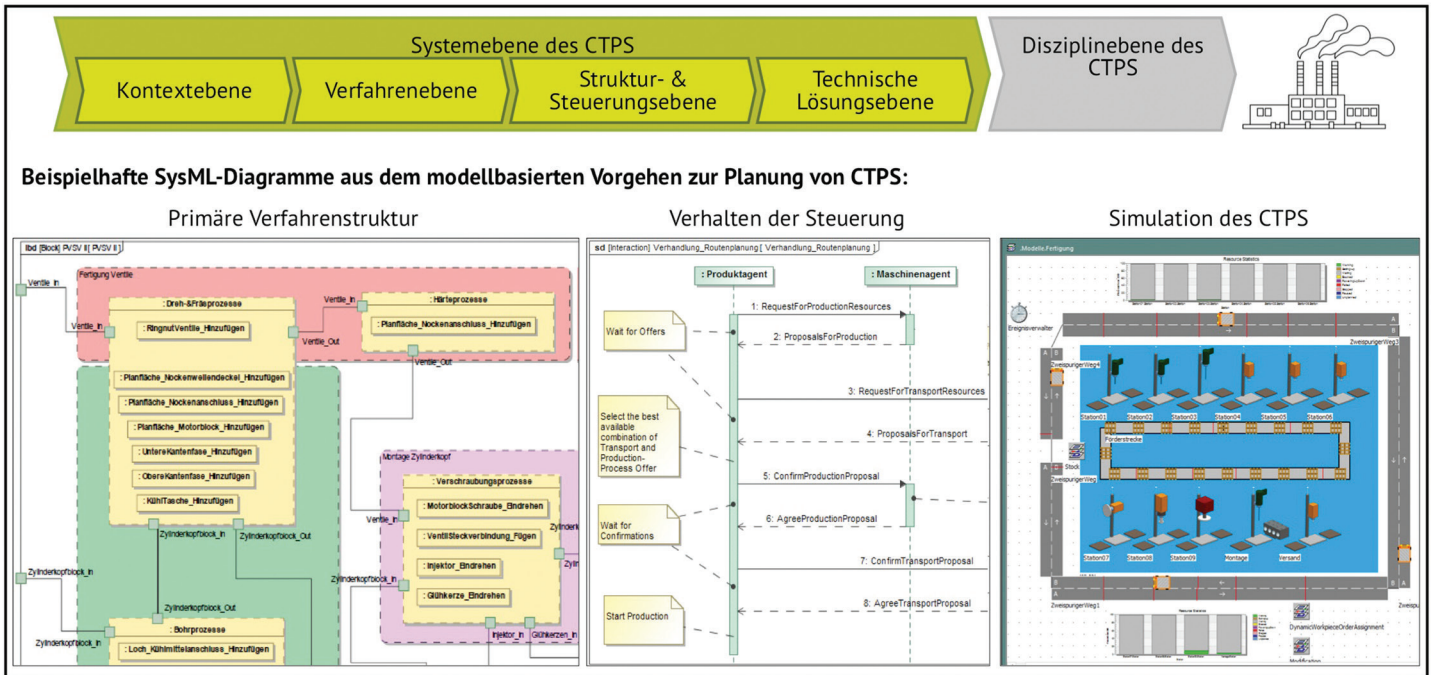 Systemebene des CTPS
Kontextebene
Verfahrenebene
Struktur- &
Steuerungsebene
Technische
Lösungsebene
Disziplinebene des
CTPS
Beispielhafte SysML-Diagramme aus dem modellbasierten Vorgehen zur Planung von CTPS:
Primäre Verfahrenstruktur
Verhalten der Steuerung
Simulation des CTPS
ibd [Block] PVSV II[ PVSV II ]
Fertigung Ventile
Ventile_In
: Dreh-&Fräsprozesse
: RingnutVentile_Hinzufügen
Ventile_In
Ventile_Out
Ventile_In
: Härteprozesse
: Planfläche_Nockenanschluss_Hinzufügen
Ventile_Out
: Planfläche_Nockenwellendeckel_Hinzufügen
: Planfläche_Nockenanschluss_Hinzufügen
: Planfläche_Motorblock_Hinzufügen
: UntereKantenfase_Hinzufügen
: ObereKantenfase_Hinzufügen
: KühlTasche_Hinzufügen
Zylinderkopfblock_In
Zylinderkopfblock_Out
Zylinderkopfblock_In
Zylinderkopfblock_Out
Zylinderkopfblock_In
: Bohrprozesse
: Loch_Kühlmittelanschluss_Hinzufügen
Montage Zylinderkopf
: Verschraubungsprozesse
: MotorblockSchraube_Eindrehen
: VentilSteckverbindung_Fügen
: Injektor_Eindrehen
: Glühkerze_Eindrehen
Ventile_In
Zylinderkopfblock_In
Injektor_In
Glühkerzen_In
sd [Interaction] Verhandlung_Routenplanung [ Verhandlung_Routenplanung ]
: Produktagent
: Maschinenagent
1: RequestForProductionResources
Wait for Offers
2: ProposalsForProduction
3: RequestForTransportResources
Select the best
available
combination of
Transport and
Production-
Process Offer
4: ProposalsForTransport
5: ConfirmProductionProposal
6: AgreeProductionProposal
Wait for
Confirmations
7: ConfirmTransportProposal
8: AgreeTransportProposal
Start Production
.Modelle.Fertigung
Resource Statistics
Ereignisverwalter
A
B
ZweispurigerWeg3
A B
ZweispurigerWeg4
Station01
Station02
Station03
Station04
Station05
Station06
Förderstrecke
Stock
ZweispurigerWeg
A B
Station07
Station08
Station09
Montage
Versand
B
A
B A
ZweispurigerWeg1
Zweispu
Resource Statistics
DynamicWorkpieceOrderAssignment
Modification